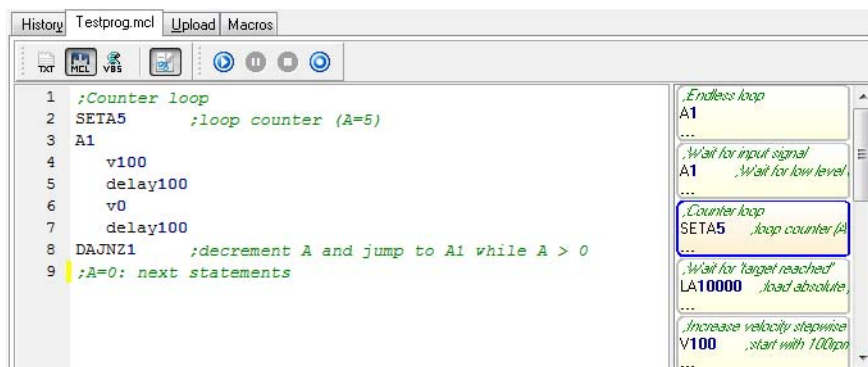 History Testprog.mcl Upload Macros
TXT MCL VBS
1 ;Counter loop
2 SETA5 ;loop counter (A=5)
3 A1
4 v100
5 delay100
6 v0
7 delay100
8 DAJNZ1 ;decrement A and jump to A1 while A > 0
9 ;A=0: next statements
;Endless loop
A1
...
;Wait for input signal
A1 ;Wait for low level
...
;Counter loop
SETA5 ;loop counter (A
...
;Wait for "target reached"
LA10000 ;load absolute
...
;Increase velocity stepwise
V100 ;start with 100rpm
...